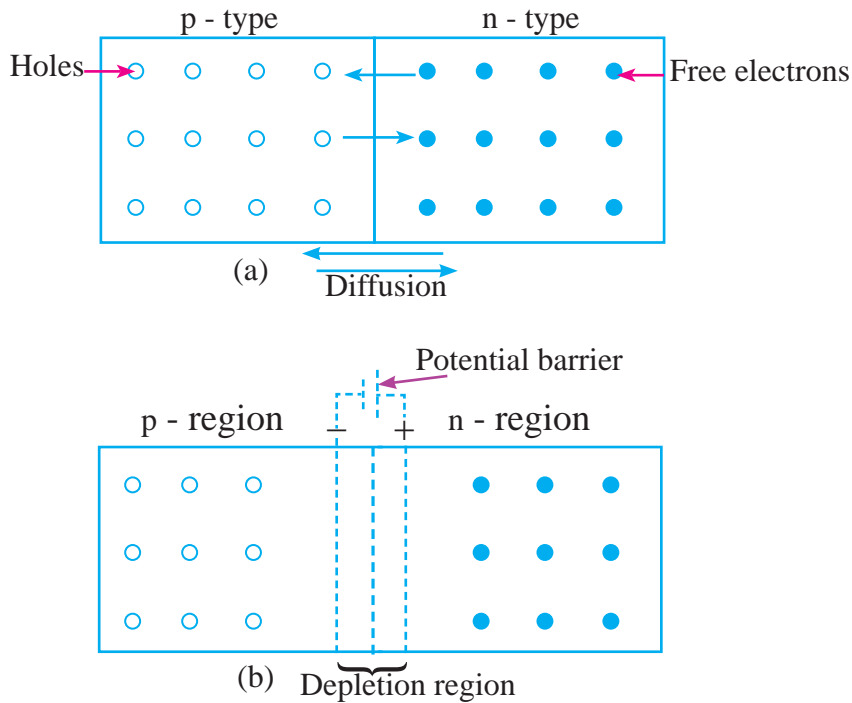 p - type
n - type
Holes
Free electrons
(a)
Diffusion
Potential barrier
p - region
− +
n - region
(b)
Depletion region